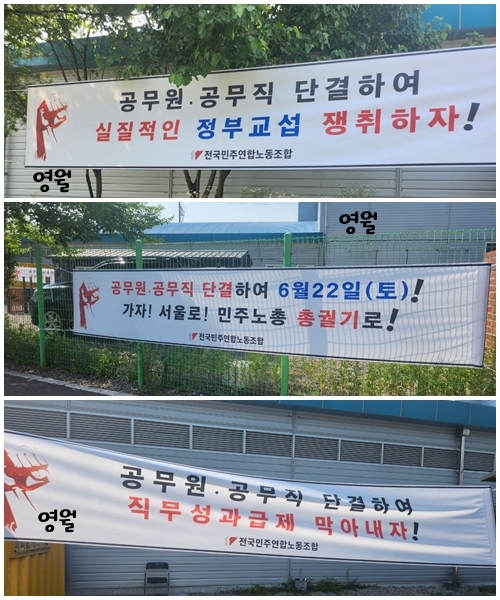 공무원.공무직 단결하여
실질적인 정부교섭 쟁취하자!
전국민주연합노동조합
영월
영월
공무원.공무직 단결하여 6월22일(토)!
가자! 서울로! 민주노총 총궐기로!
전국민주연합노동조합
공무원.공무직 단결하여
직무성과급제 막아내자!
영월
전국민주연합노동조합